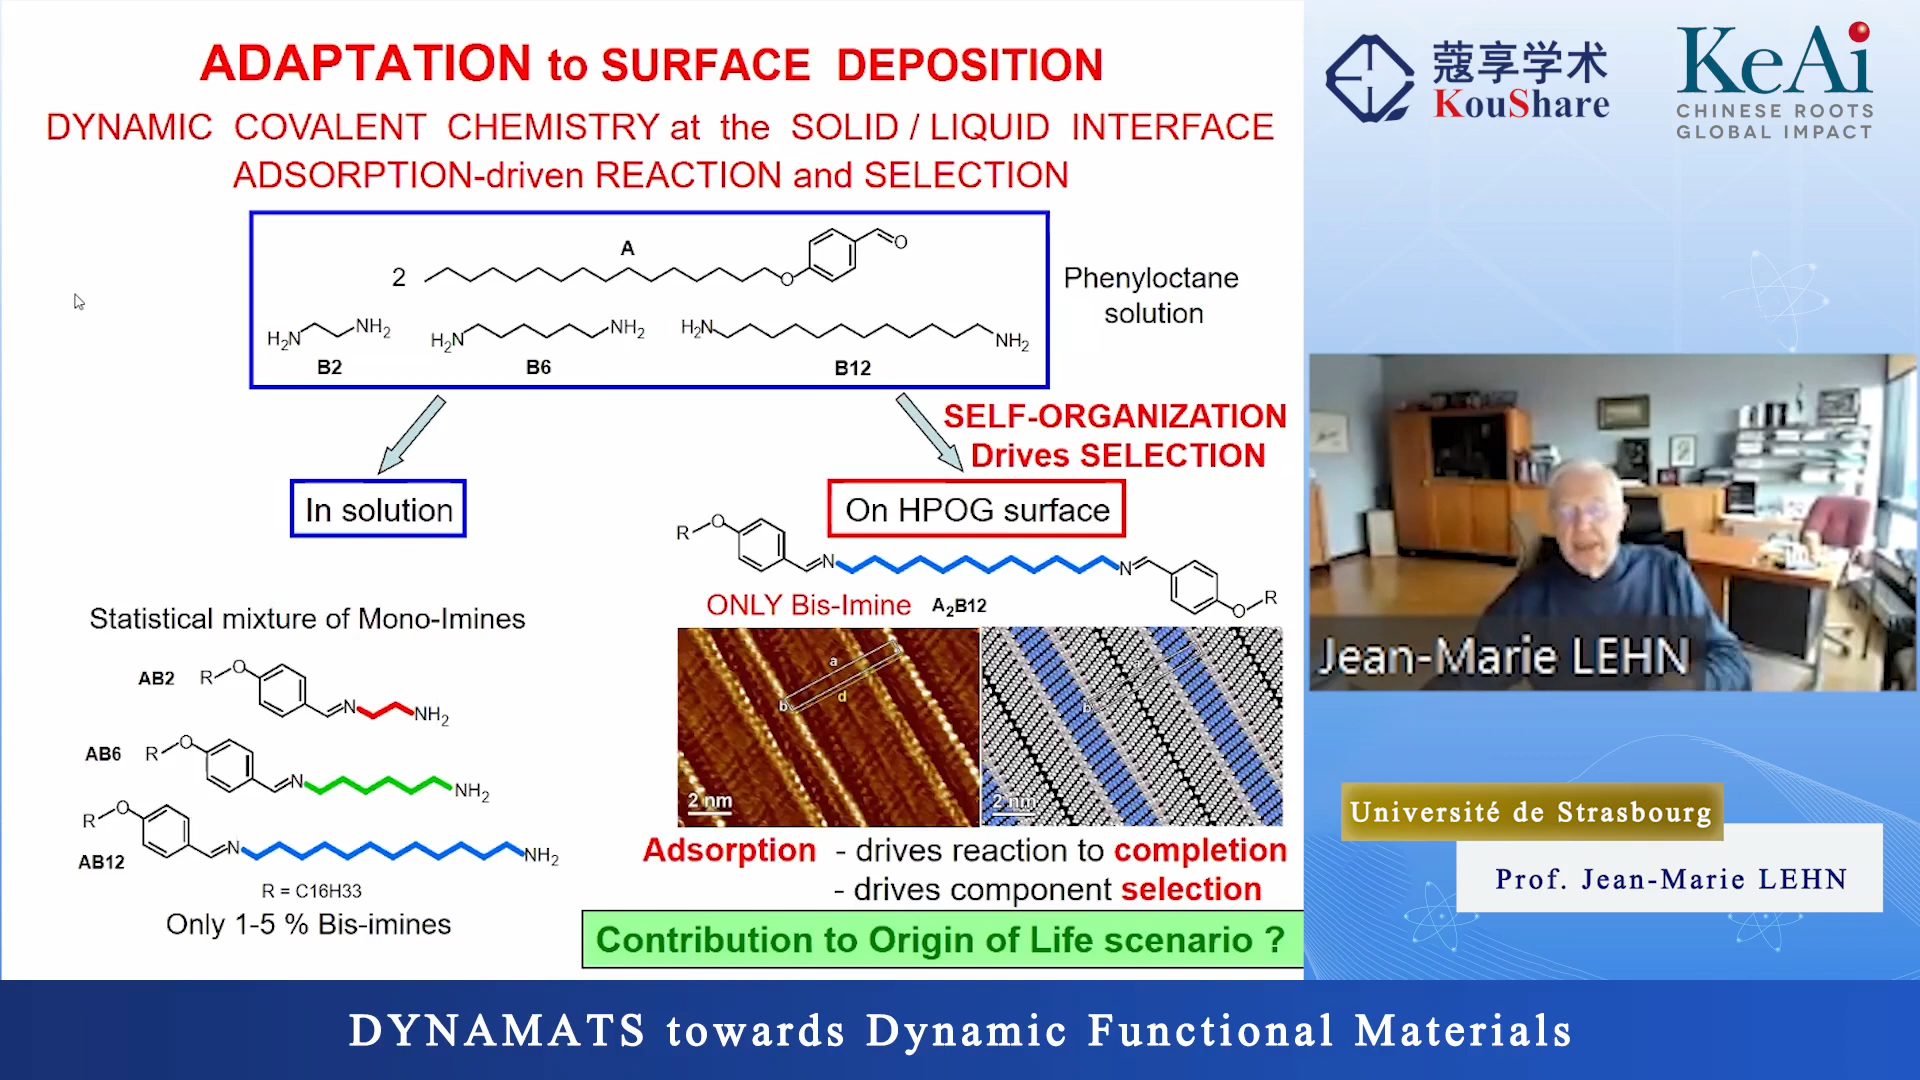 ADAPTATION to SURFACE DEPOSITION
DYNAMIC COVALENT CHEMISTRY at the SOLID / LIQUID INTERFACE
ADSORPTION-driven REACTION and SELECTION
A
2
O
O
Phenyloctane
solution
H2N
NH2
H2N
NH2
H2N
NH2
B2
B6
B12
SELF-ORGANIZATION
Drives SELECTION
In solution
On HPOG surface
R
O
N
N
O
R
ONLY Bis-Imine A2B12
Statistical mixture of Mono-Imines
AB2
R
O
N
NH2
AB6
R
O
N
NH2
AB12
R
O
N
NH2
R = C16H33
Only 1-5 % Bis-imines
a
b
d
2 nm
b
2 nm
Adsorption - drives reaction to completion
- drives component selection
Contribution to Origin of Life scenario ?
蔻享学术
KouShare
KeAi
CHINESE ROOTS
GLOBAL IMPACT
Jean-Marie LEHN
Université de Strasbourg
Prof. Jean-Marie LEHN
DYNAMATS towards Dynamic Functional Materials